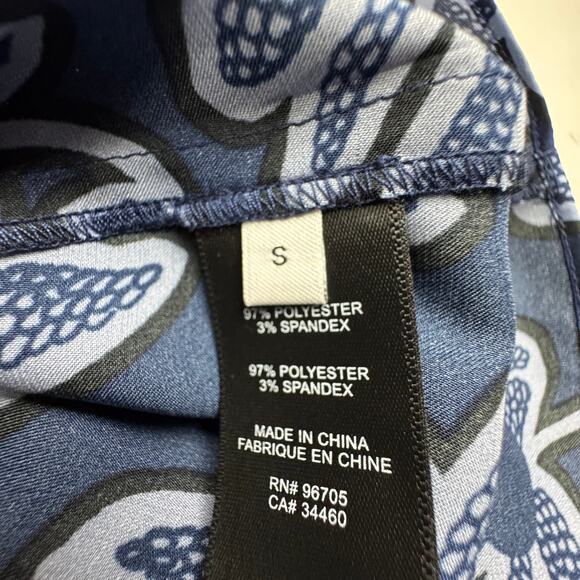 S
97% POLYESTER
3% SPANDEX
97% POLYESTER
3% SPANDEX
MADE IN CHINA
FABRIQUE EN CHINE
RN# 96705
CA# 34460